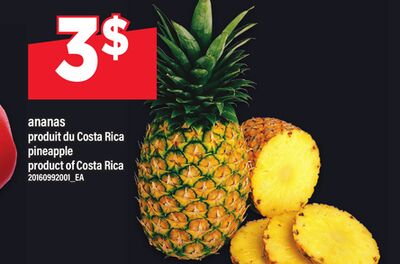 3$
ananas
produit du Costa Rica
pineapple
product of Costa Rica
20160992001_EA